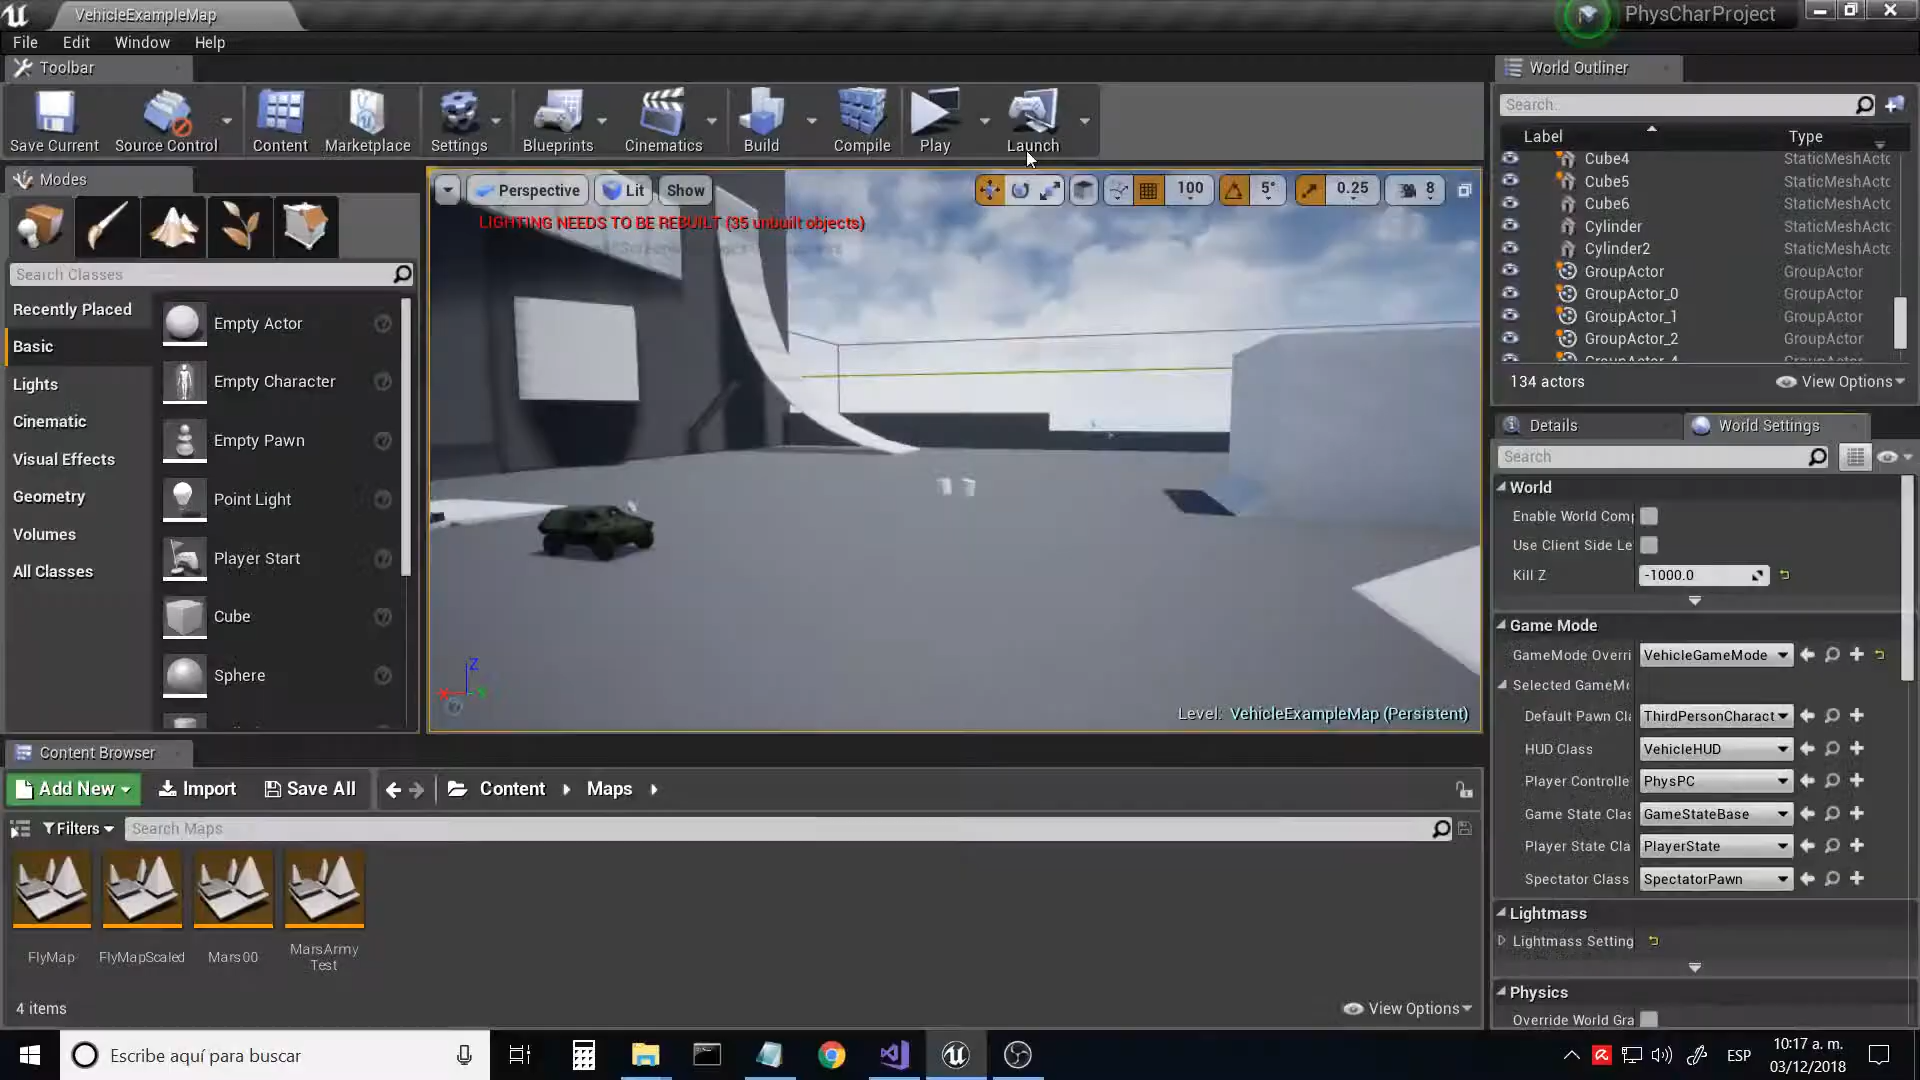 VehicleExampleMap
PhysCharProject
File Edit Window Help
Toolbar
Save Current
Source Control
Content
Marketplace
Settings
Blueprints
Cinematics
Build
Compile
Play
Launch
Modes
Search Classes
Recently Placed
Basic
Lights
Cinematic
Visual Effects
Geometry
Volumes
All Classes
Empty Actor
Empty Character
Empty Pawn
Point Light
Player Start
Cube
Sphere
Perspective
Lit
Show
100
5°
0.25
8
LIGHTING NEEDS TO BE REBUILT (35 unbuilt objects)
Z
Level: VehicleExampleMap (Persistent)
World Outliner
Search.
Label Type
Cube4 StaticMeshActo
Cube5 StaticMeshActo
Cube6 StaticMeshActo
Cylinder StaticMeshActo
Cylinder2 StaticMeshActo
GroupActor GroupActor
GroupActor_0 GroupActor
GroupActor_1 GroupActor
GroupActor_2 GroupActor
134 actors
View Options
Details
World Settings
Search
World
Enable World Comp
Use Client Side Le
Kill Z -1000.0
Game Mode
GameMode Overri VehicleGameMode
Selected GameMo
Default Pawn Cl ThirdPersonCharact
HUD Class VehicleHUD
Player Controlle PhysPC
Game State Clas GameStateBase
Player State Cla PlayerState
Spectator Class SpectatorPawn
Lightmass
Lightmass Setting
Physics
Override World Gra
Content Browser
Add New
Import
Save All
Content
Maps
Filters
Search Maps
FlyMap
FlyMapScaled
Mars00
MarsArmy
Test
4 items
View Options
Escribe aquí para buscar
ESP
10:17 a. m.
03/12/2018